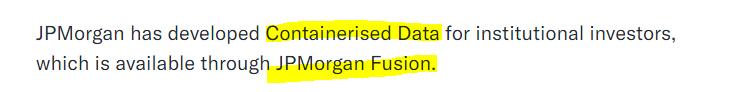 JPMorgan has developed Containerised Data for institutional investors,
which is available through JPMorgan Fusion.